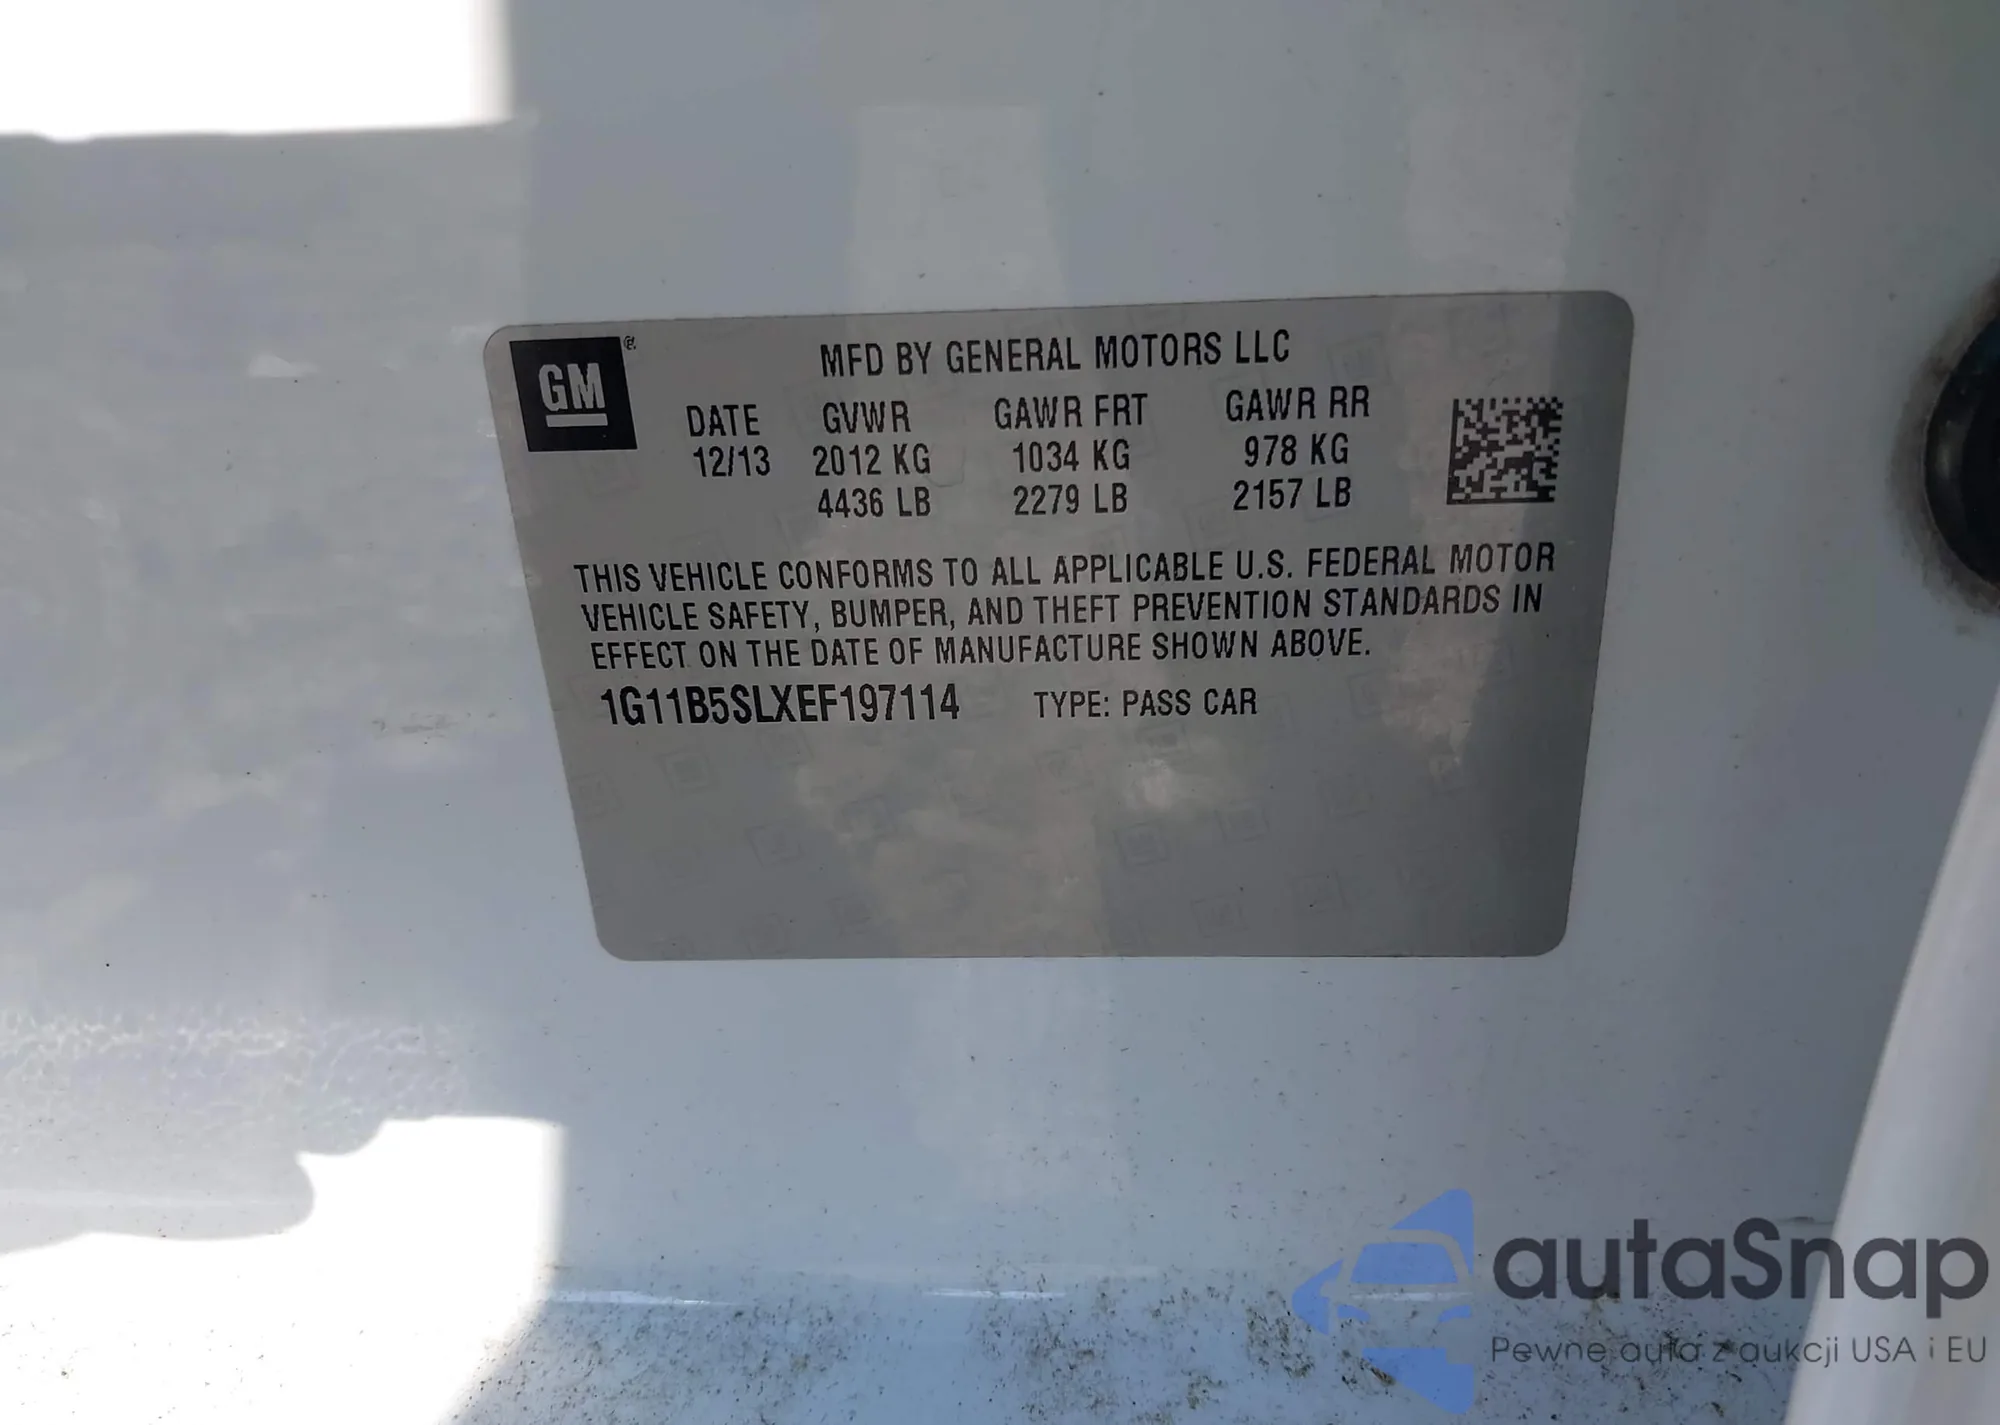 GM
MFD BY GENERAL MOTORS LLC
DATE GVWR GAWR FRT GAWR RR
12/13 2012 KG 1034 KG 978 KG
4436 LB 2279 LB 2157 LB
THIS VEHICLE CONFORMS TO ALL APPLICABLE U.S. FEDERAL MOTOR
VEHICLE SAFETY, BUMPER, AND THEFT PREVENTION STANDARDS IN
EFFECT ON THE DATE OF MANUFACTURE SHOWN ABOVE.
1G11B5SLXEF197114 TYPE: PASS CAR
autaSnap
Pewne auta z aukcji USA i EU